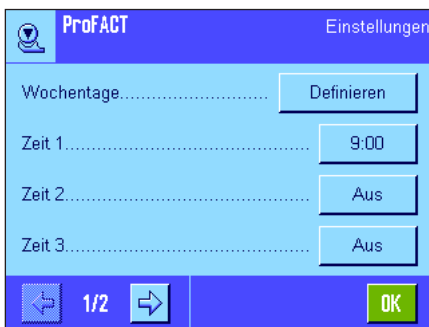 ProFACT Einstellungen
Wochentage.......................... Definieren
Zeit 1........................................... 9:00
Zeit 2........................................... Aus
Zeit 3........................................... Aus
1/2 OK